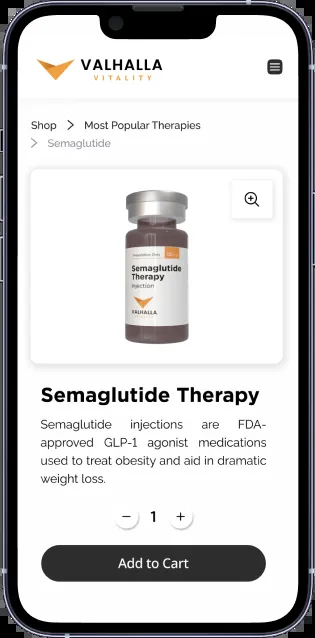 VALHALLA
VITALITY
Shop > Most Popular Therapies
> Semaglutide
Semaglutide
Therapy
Injection
VALHALLA
Semaglutide Therapy
Semaglutide injections are FDA-
approved GLP-1 agonist medications
used to treat obesity and aid in dramatic
weight loss.
− 1 +
Add to Cart